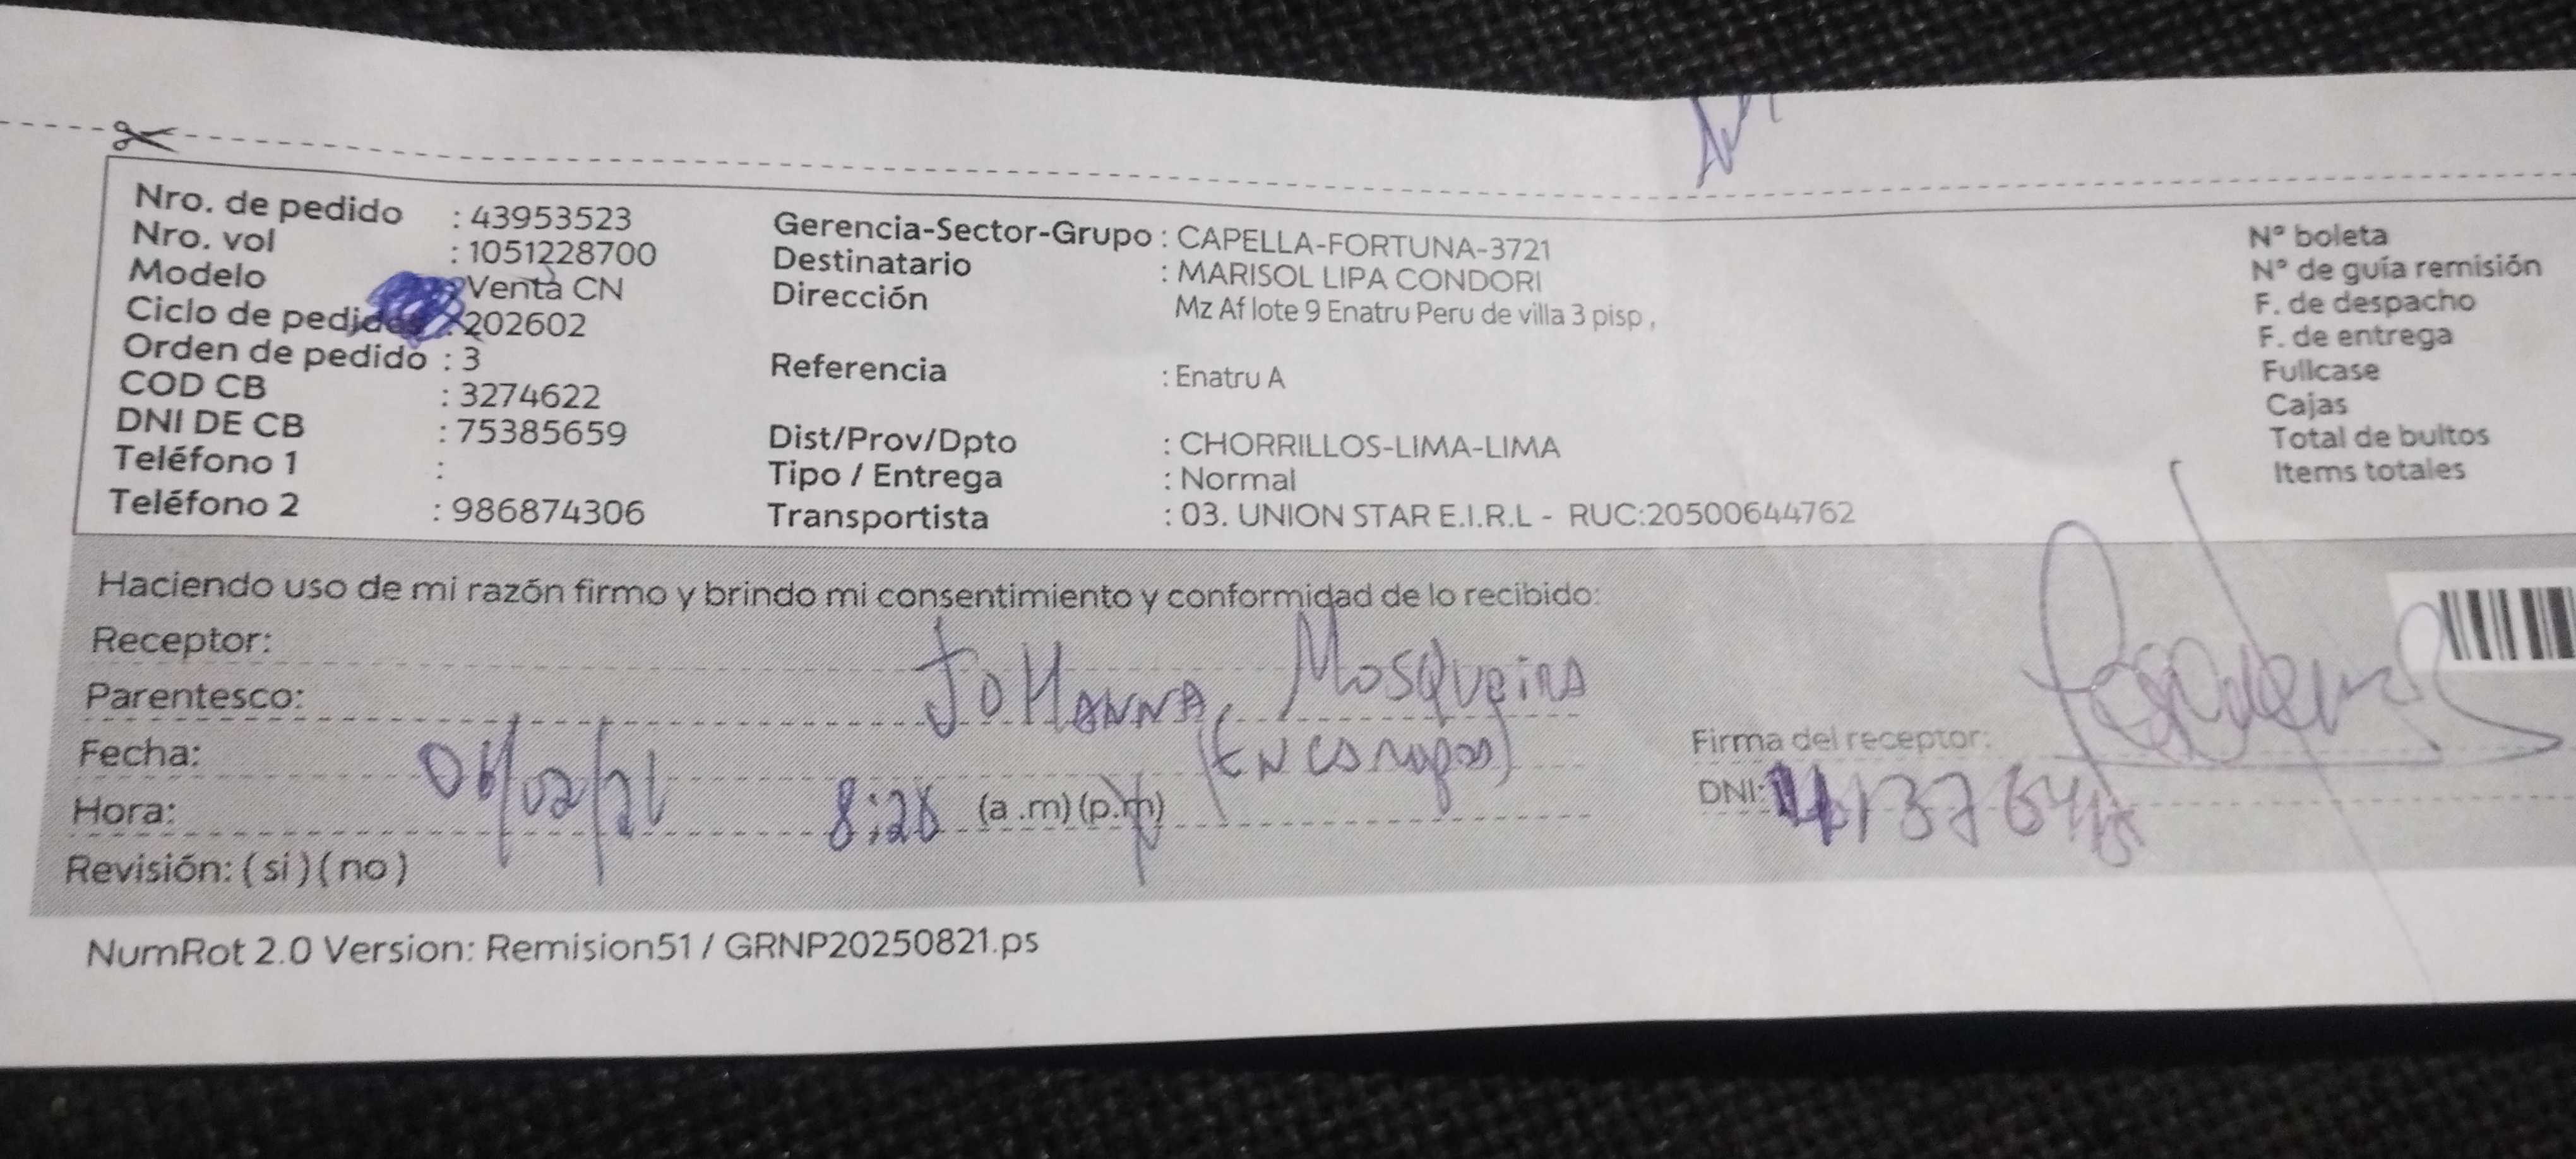 Nro. de pedido : 43953523
Nro. vol : 1051228700
Modelo Venta CN
Ciclo de pedido : 202602
Orden de pedido : 3
COD CB : 3274622
DNI DE CB : 75385659
Teléfono 1 :
Teléfono 2 : 986874306
Gerencia-Sector-Grupo : CAPELLA-FORTUNA-3721
Destinatario : MARISOL LIPA CONDORI
Dirección Mz Af lote 9 Enatru Peru de villa 3 pisp ,
Referencia : Enatru A
Dist/Prov/Dpto : CHORRILLOS-LIMA-LIMA
Tipo / Entrega : Normal
Transportista : 03. UNION STAR E.I.R.L - RUC:20500644762
N° boleta
N° de guía remisión
F. de despacho
F. de entrega
Fullcase
Cajas
Total de bultos
Items totales
Haciendo uso de mi razón firmo y brindo mi consentimiento y conformidad de lo recibido:
Receptor: JOHANNA MOSQUEIRA
Parentesco:
Fecha:
Hora: 8:28 (a .m) (p.m)
Revisión: ( si ) ( no )
Firma del receptor:
DNI:
NumRot 2.0 Version: Remision51 / GRNP20250821.ps